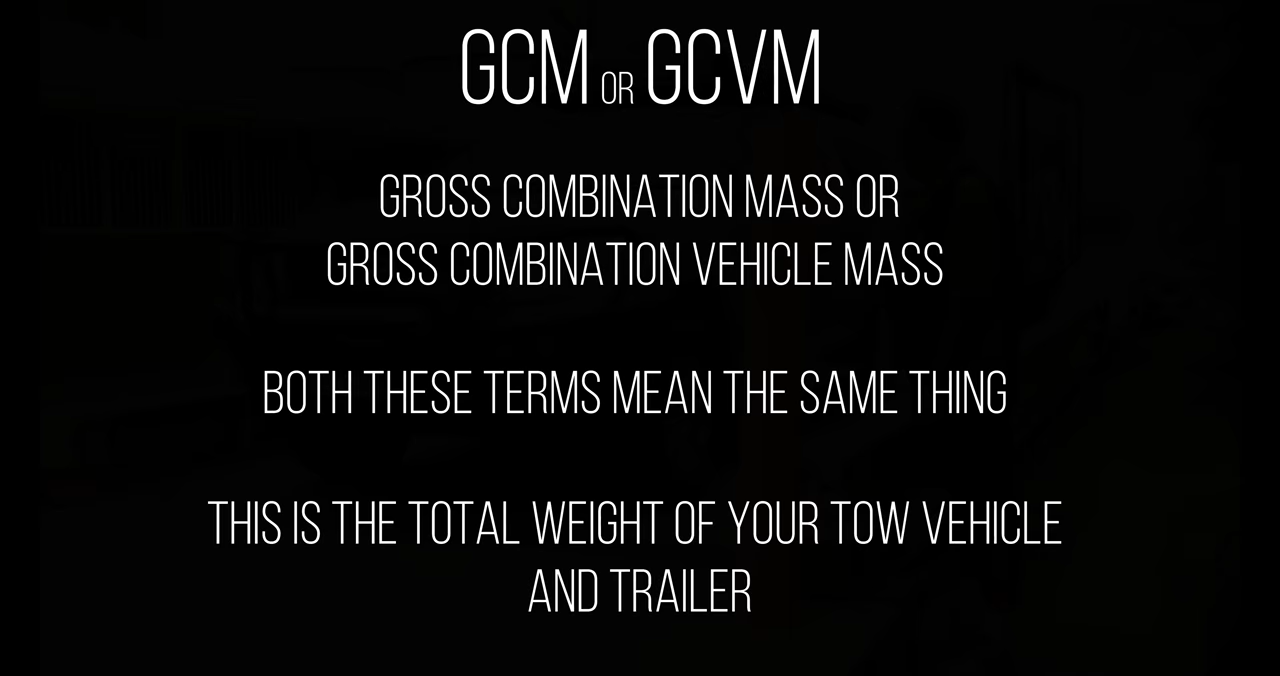 GCM OR GCVM
GROSS COMBINATION MASS OR
GROSS COMBINATION VEHICLE MASS
BOTH THESE TERMS MEAN THE SAME THING
THIS IS THE TOTAL WEIGHT OF YOUR TOW VEHICLE
AND TRAILER